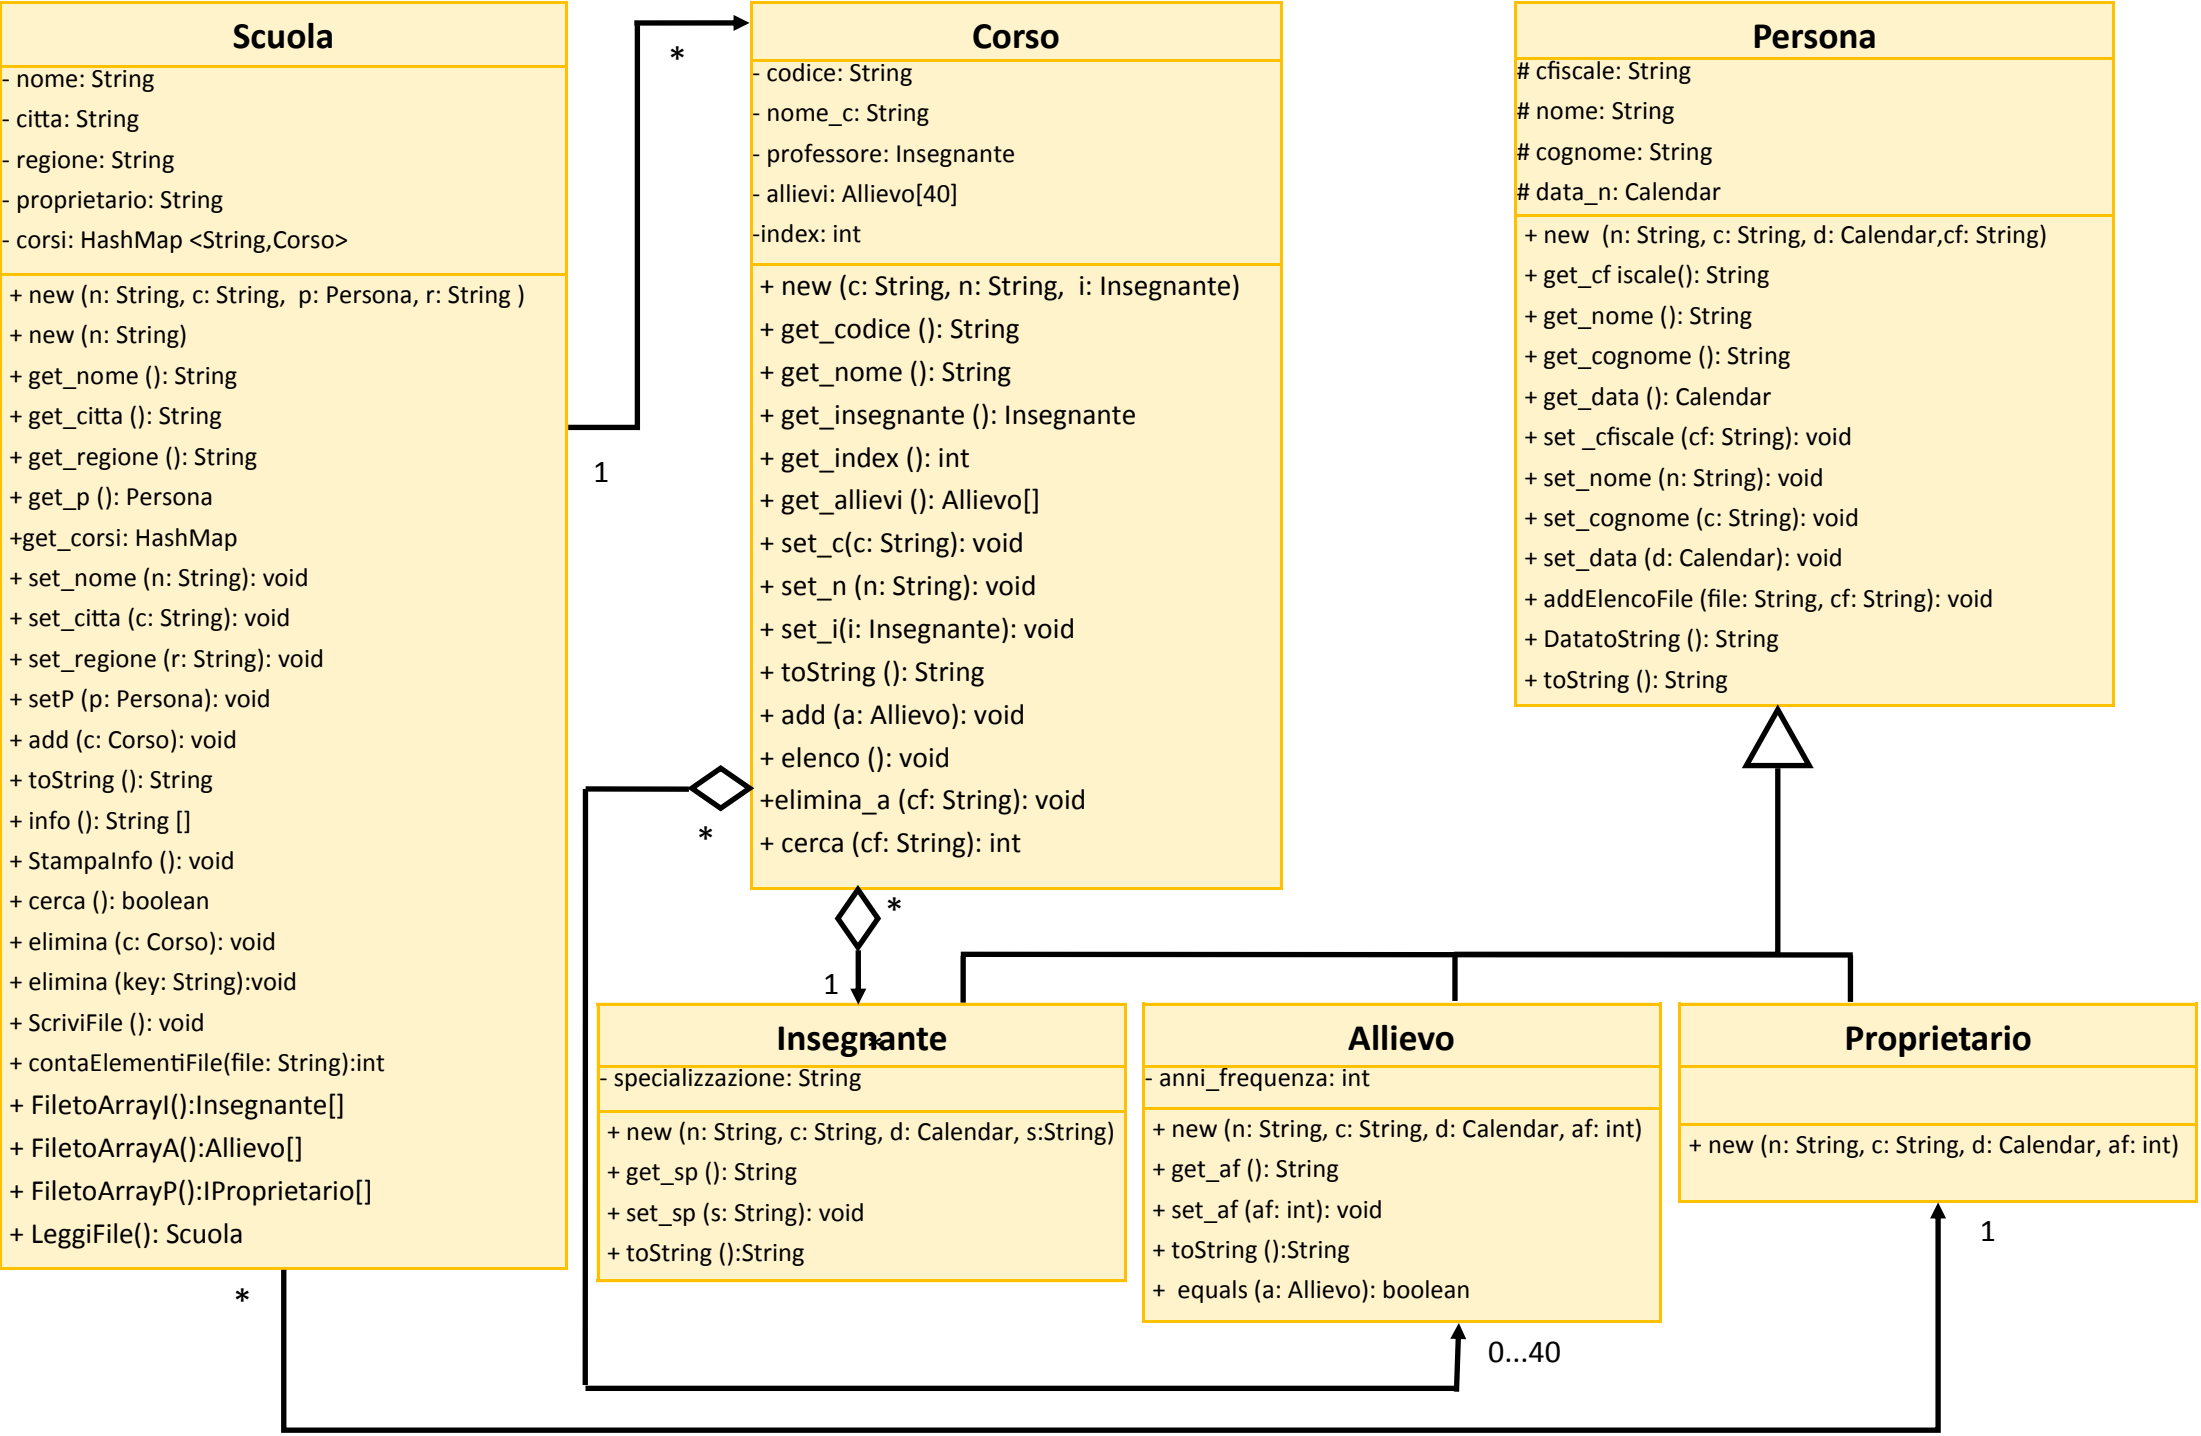 Scuola
- nome: String
- citta: String
- regione: String
- proprietario: String
- corsi: HashMap <String,Corso>
+ new (n: String, c: String,  p: Persona, r: String )
+ new (n: String)
+ get_nome (): String
+ get_citta (): String
+ get_regione (): String
+ get_p (): Persona
+get_corsi: HashMap
+ set_nome (n: String): void
+ set_citta (c: String): void
+ set_regione (r: String): void
+ setP (p: Persona): void
+ add (c: Corso): void
+ toString (): String
+ info (): String []
+ StampaInfo (): void
+ cerca (): boolean
+ elimina (c: Corso): void
+ elimina (key: String):void
+ ScriviFile (): void
+ contaElementiFile(file: String):int
+ FiletoArrayI():Insegnante[]
+ FiletoArrayA():Allievo[]
+ FiletoArrayP():IProprietario[]
+ LeggiFile(): Scuola
*
1
*
Corso
- codice: String
- nome_c: String
- professore: Insegnante
- allievi: Allievo[40]
-index: int
+ new (c: String, n: String,  i: Insegnante)
+ get_codice (): String
+ get_nome (): String
+ get_insegnante (): Insegnante
+ get_index (): int
+ get_allievi (): Allievo[]
+ set_c(c: String): void
+ set_n (n: String): void
+ set_i(i: Insegnante): void
+ toString (): String
+ add (a: Allievo): void
+ elenco (): void
+elimina_a (cf: String): void
+ cerca (cf: String): int
*
*
1
Persona
# cfiscale: String
# nome: String
# cognome: String
# data_n: Calendar
+ new  (n: String, c: String, d: Calendar,cf: String)
+ get_cf iscale(): String
+ get_nome (): String
+ get_cognome (): String
+ get_data (): Calendar
+ set _cfiscale (cf: String): void
+ set_nome (n: String): void
+ set_cognome (c: String): void
+ set_data (d: Calendar): void
+ addElencoFile (file: String, cf: String): void
+ DatatoString (): String
+ toString (): String
Insegnante
*
- specializzazione: String
+ new (n: String, c: String, d: Calendar, s:String)
+ get_sp (): String
+ set_sp (s: String): void
+ toString ():String
Allievo
- anni_frequenza: int
+ new (n: String, c: String, d: Calendar, af: int)
+ get_af (): String
+ set_af (af: int): void
+ toString ():String
+  equals (a: Allievo): boolean
0...40
Proprietario
+ new (n: String, c: String, d: Calendar, af: int)
1